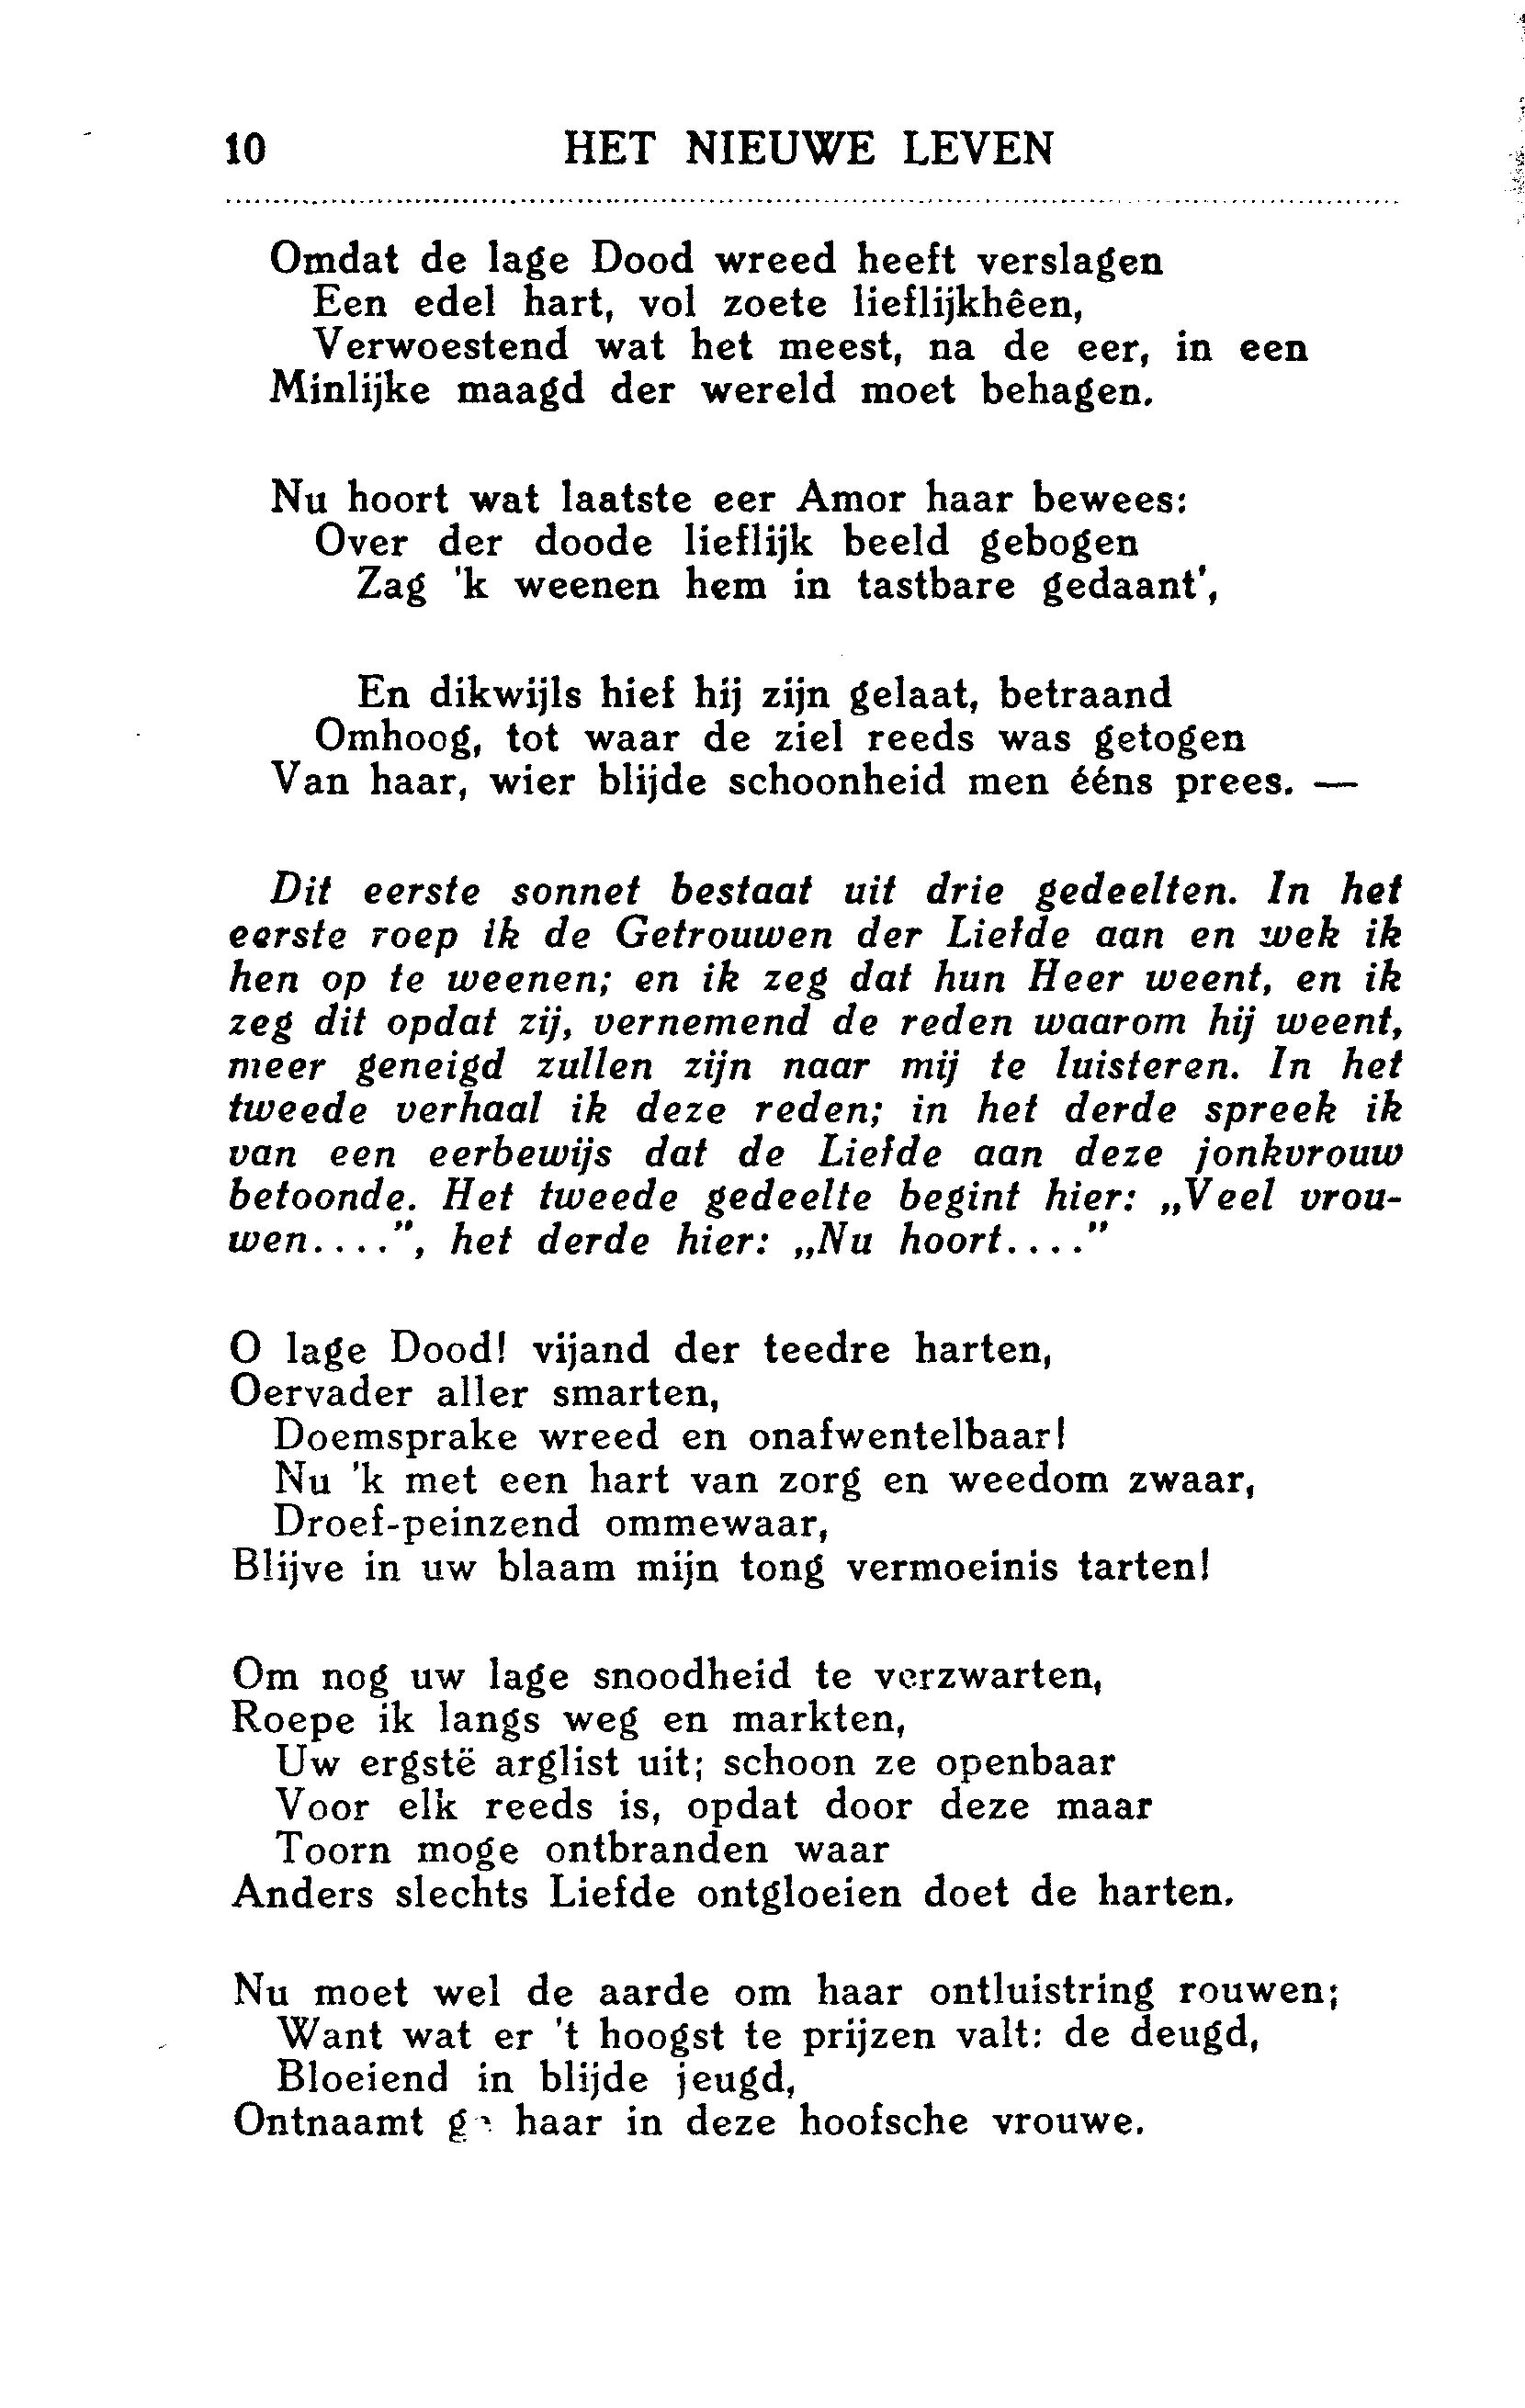 10 HET NIEUWE LEVEN
Omdat de lage Dood wreed heeft verslagen
Een edel hart, vol zoete lieflijkhêen,
Verwoestend wat het meest, na de eer, in een
Minlijke maagd der wereld moet behagen.
Nu hoort wat laatste eer Amor haar bewees:
Over der doode lieflijk beeld gebogen
Zag 'k weenen hem in tastbare gedaant',
En dikwijls hief hij zijn gelaat, betraand
Omhoog, tot waar de ziel reeds was getogen
Van haar, wier blijde schoonheid men ééns prees. —
Dit eerste sonnet bestaat uit drie gedeelten. In het
eerste roep ik de Getrouwen der Liefde aan en wek ik
hen op te weenen; en ik zeg dat hun Heer weent, en ik
zeg dit opdat zij, vernemend de reden waarom hij weent,
meer geneigd zullen zijn naar mij te luisteren. In het
tweede verhaal ik deze reden; in het derde spreek ik
van een eerbewijs dat de Liefde aan deze jonkvrouw
betoonde. Het tweede gedeelte begint hier: „Veel vrou-
wen....", het derde hier: „Nu hoort...."
O lage Dood! vijand der teedre harten,
Oervader aller smarten,
Doemsprake wreed en onafwentelbaar!
Nu 'k met een hart van zorg en weedom zwaar,
Droef-peinzend ommewaar,
Blijve in uw blaam mijn tong vermoeinis tarten!
Om nog uw lage snoodheid te verzwarten,
Roepe ik langs weg en markten,
Uw ergstë arglist uit; schoon ze openbaar
Voor elk reeds is, opdat door deze maar
Toorn moge ontbranden waar
Anders slechts Liefde ontgloeien doet de harten.
Nu moet wel de aarde om haar ontluistring rouwen;
Want wat er 't hoogst te prijzen valt: de deugd,
Bloeiend in blijde jeugd,
Ontnaamt haar in deze hoofsche vrouwe.